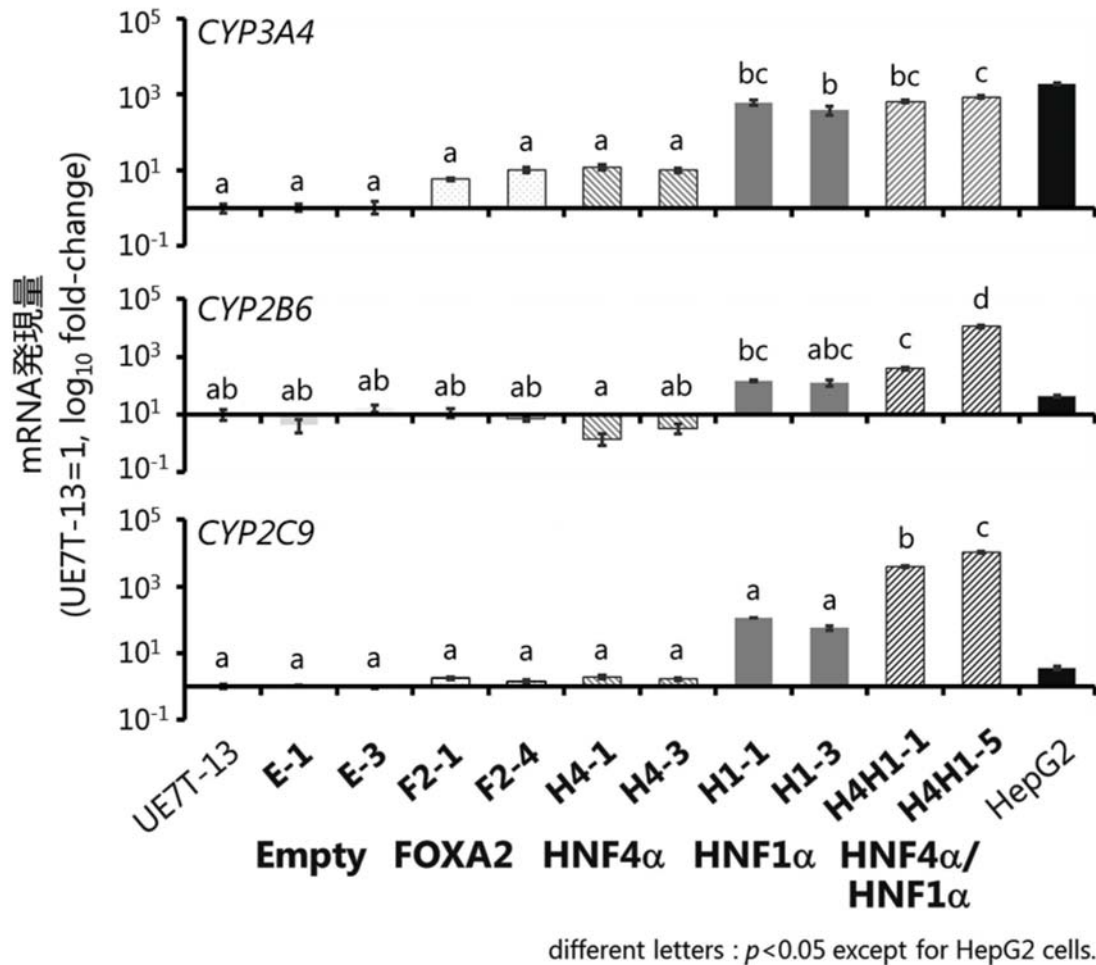 mRNA発現量
(UE7T-13=1, log₁₀ fold-change)
CYP3A4
10⁵
10³
10¹
10⁻¹
a a a a a a a bc b bc c
CYP2B6
10⁵
10³
10¹
10⁻¹
ab ab ab ab ab a ab bc abc c d
CYP2C9
10⁵
10³
10¹
10⁻¹
a a a a a a a a a b c
UE7T-13 E-1 E-3 F2-1 F2-4 H4-1 H4-3 H1-1 H1-3 H4H1-1 H4H1-5 HepG2
Empty FOXA2 HNF4α HNF1α HNF4α/
HNF1α
different letters : p<0.05 except for HepG2 cells.